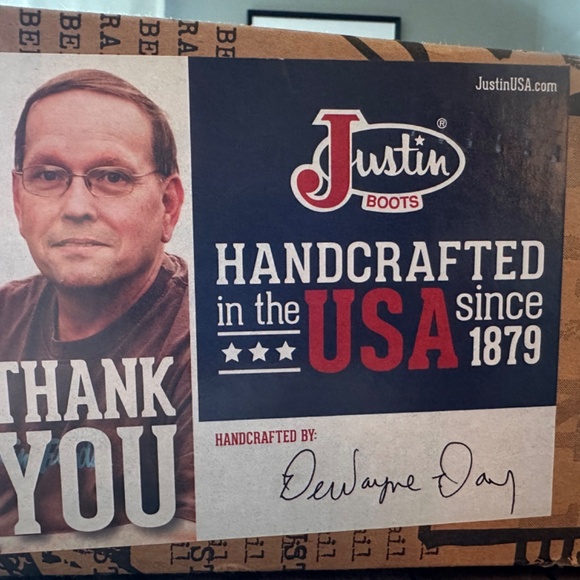 JustinUSA.com
Justin®
BOOTS
HANDCRAFTED
in the USA since
1879
THANK
YOU
HANDCRAFTED BY:
DeWayne Day